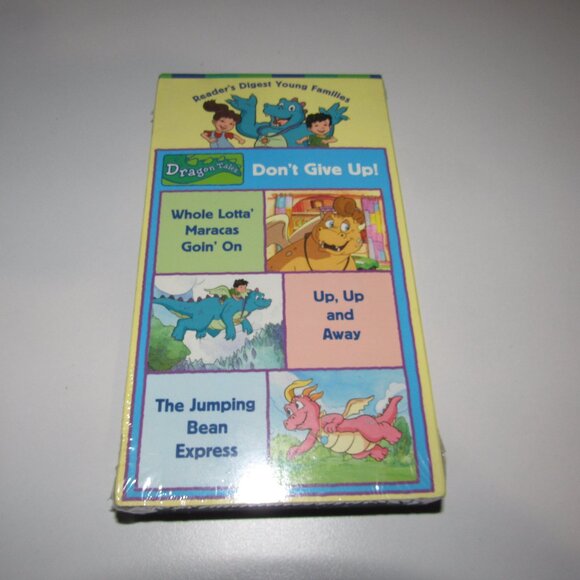 Reader's Digest Young Families
Dragon Tales
Don't Give Up!
Whole Lotta'
Maracas
Goin' On
Up, Up
and
Away
The Jumping
Bean
Express